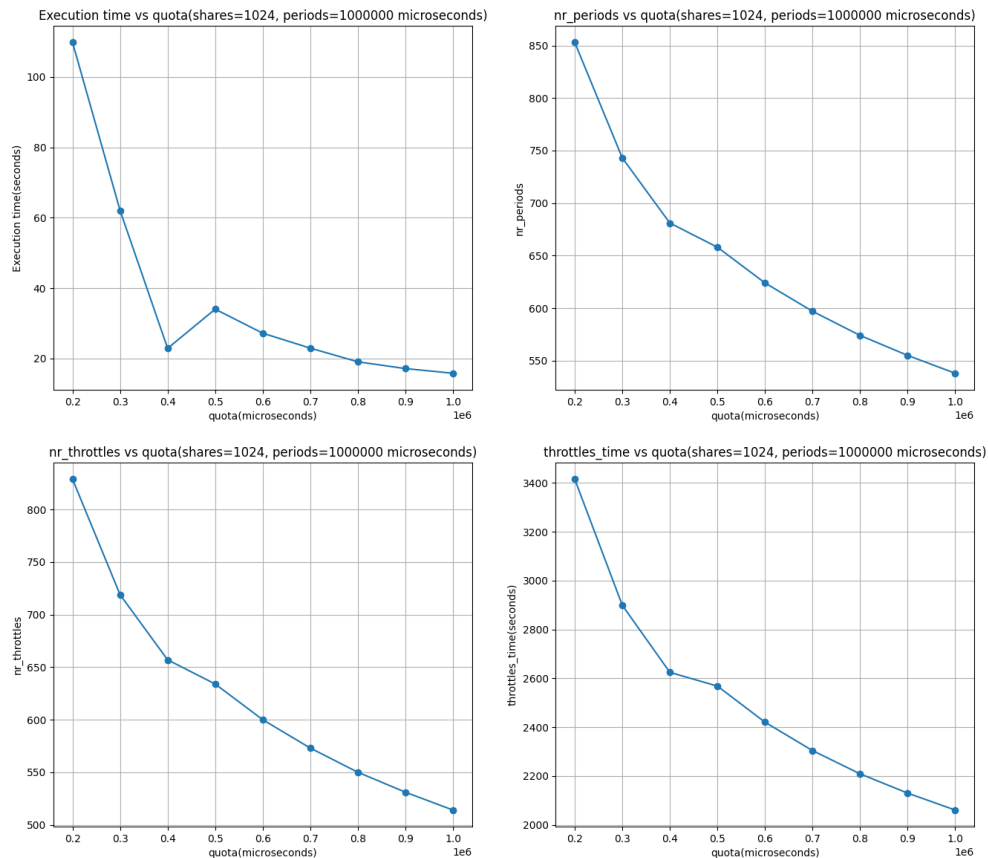 Execution time vs quota(shares=1024, periods=1000000 microseconds)
Execution time(seconds)
100
80
60
40
20
0.2 0.3 0.4 0.5 0.6 0.7 0.8 0.9 1.0
1e6
quota(microseconds)
nr_periods vs quota(shares=1024, periods=1000000 microseconds)
nr_periods
850
800
750
700
650
600
550
0.2 0.3 0.4 0.5 0.6 0.7 0.8 0.9 1.0
1e6
quota(microseconds)
nr_throttles vs quota(shares=1024, periods=1000000 microseconds)
nr_throttles
800
750
700
650
600
550
500
0.2 0.3 0.4 0.5 0.6 0.7 0.8 0.9 1.0
1e6
quota(microseconds)
throttles_time vs quota(shares=1024, periods=1000000 microseconds)
throttles_time(seconds)
3400
3200
3000
2800
2600
2400
2200
2000
0.2 0.3 0.4 0.5 0.6 0.7 0.8 0.9 1.0
1e6
quota(microseconds)